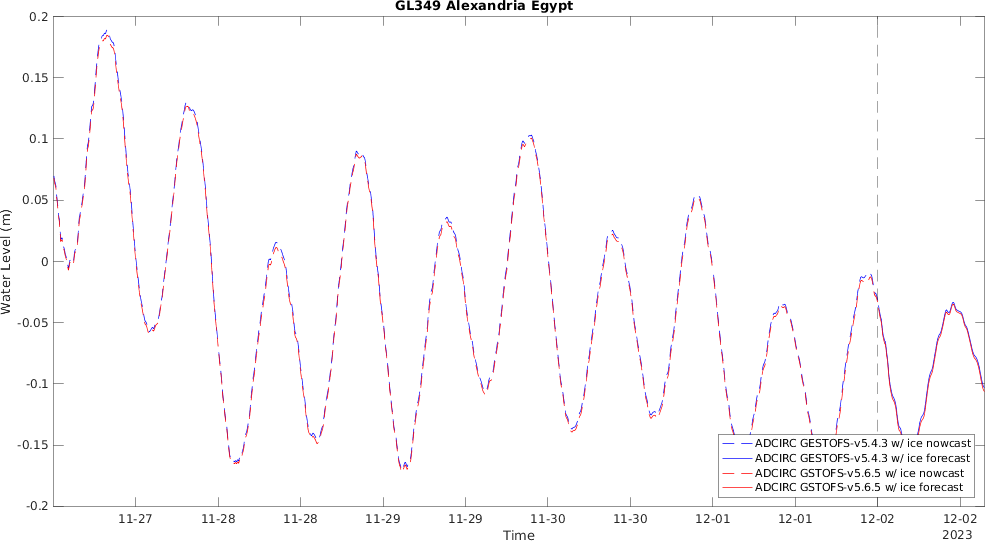 GL349 Alexandria Egypt
0.2
0.15
0.1
0.05
0
-0.05
-0.1
-0.15
-0.2
Water Level (m)
ADCIRC GESTOFS-v5.4.3 w/ ice nowcast
ADCIRC GESTOFS-v5.4.3 w/ ice forecast
ADCIRC GSTOFS-v5.6.5 w/ ice nowcast
ADCIRC GSTOFS-v5.6.5 w/ ice forecast
11-27 11-28 11-28 11-29 11-29 11-30 11-30 12-01 12-01 12-02 12-02
2023
Time